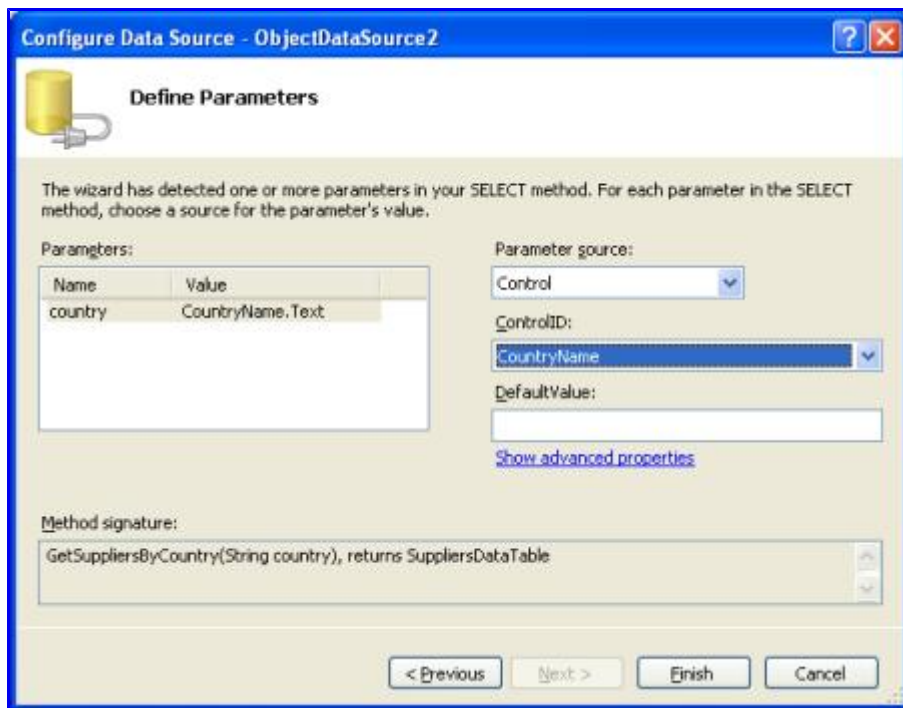 Configure Data Source - ObjectDataSource2
Define Parameters
The wizard has detected one or more parameters in your SELECT method. For each parameter in the SELECT
method, choose a source for the parameter's value.
Parameters:
Name Value
country CountryName.Text
Parameter source:
Control
ControlID:
CountryName
DefaultValue:
Show advanced properties
Method signature:
GetSuppliersByCountry(String country), returns SuppliersDataTable
< Previous Next > Finish Cancel